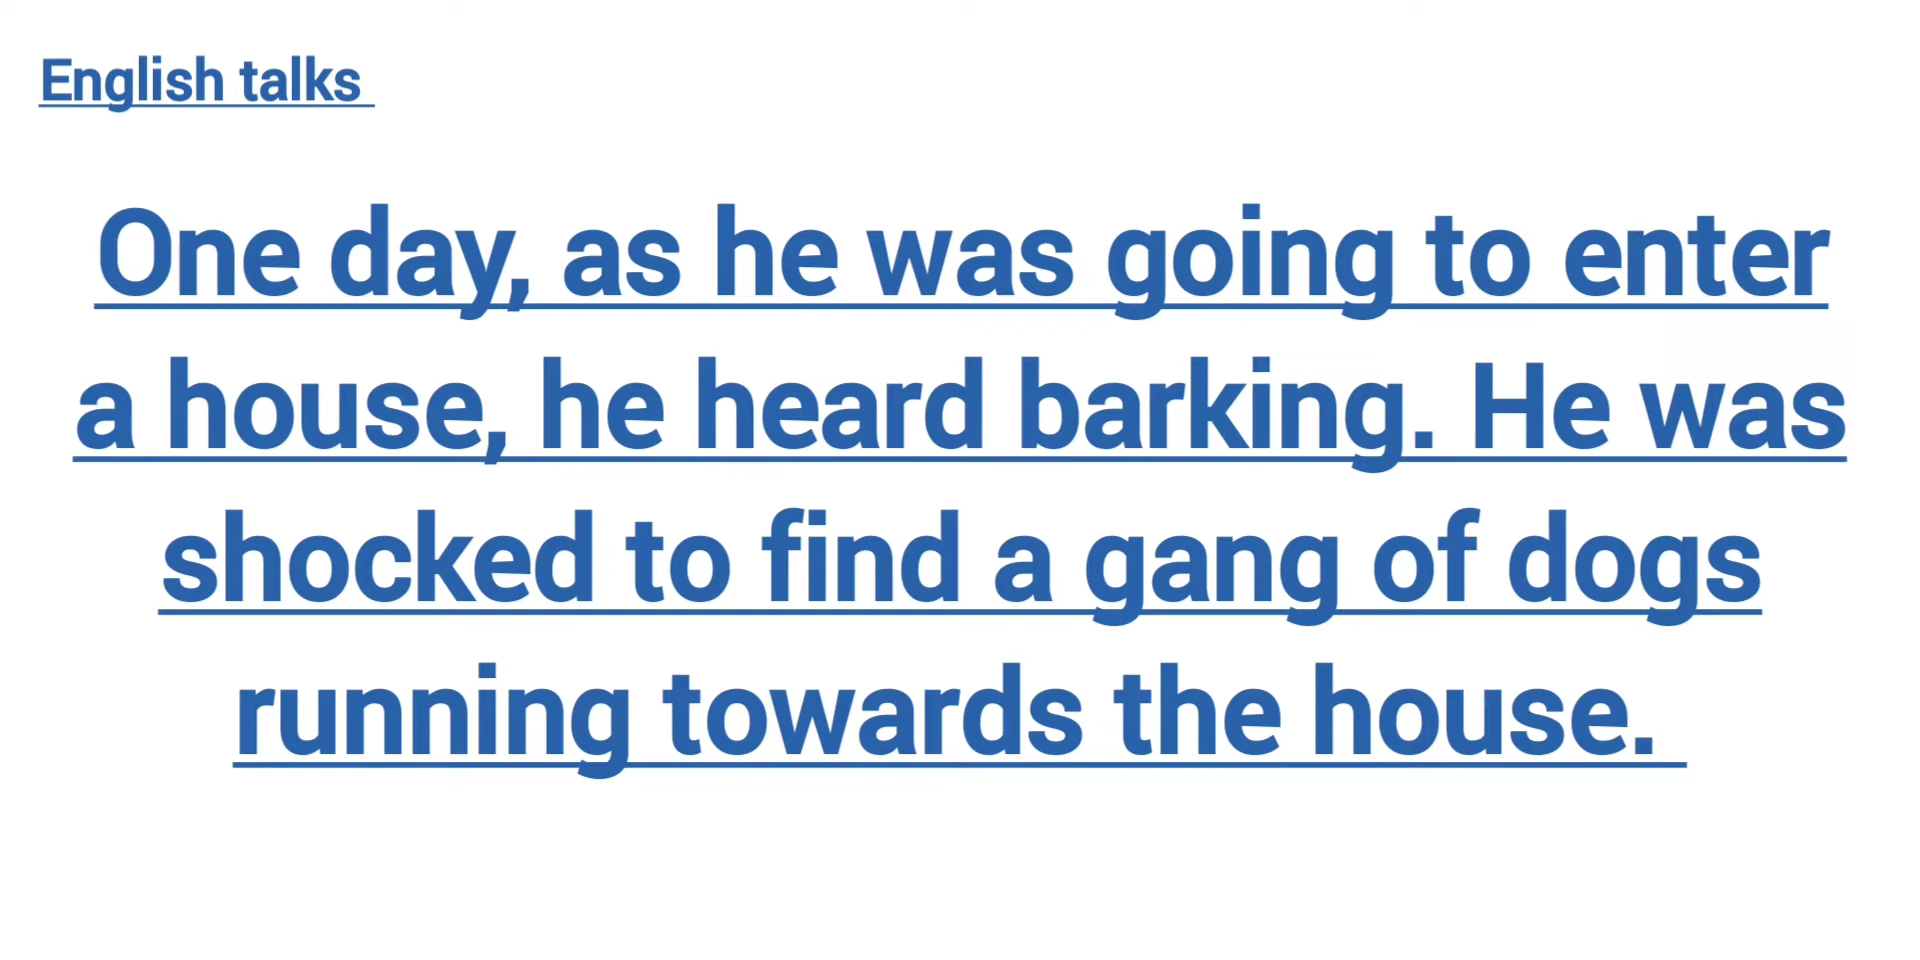 English talks
One day, as he was going to enter
a house, he heard barking. He was
shocked to find a gang of dogs
running towards the house.